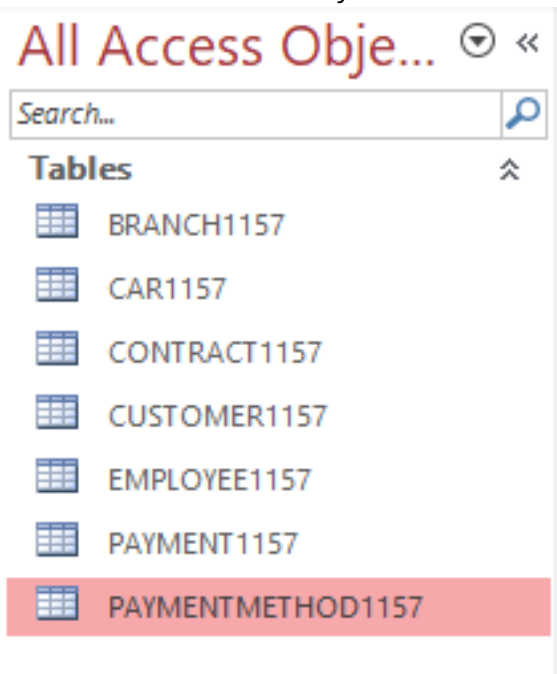 All Access Obje...
Search...
Tables
BRANCH1157
CAR1157
CONTRACT1157
CUSTOMER1157
EMPLOYEE1157
PAYMENT1157
PAYMENTMETHOD1157